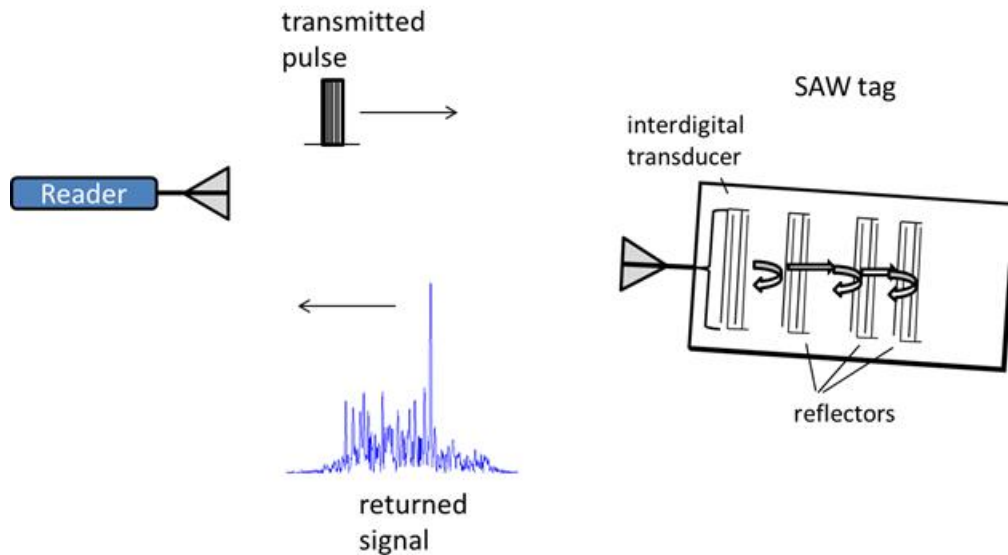 transmitted
pulse
SAW tag
interdigital
transducer
Reader
reflectors
returned
signal